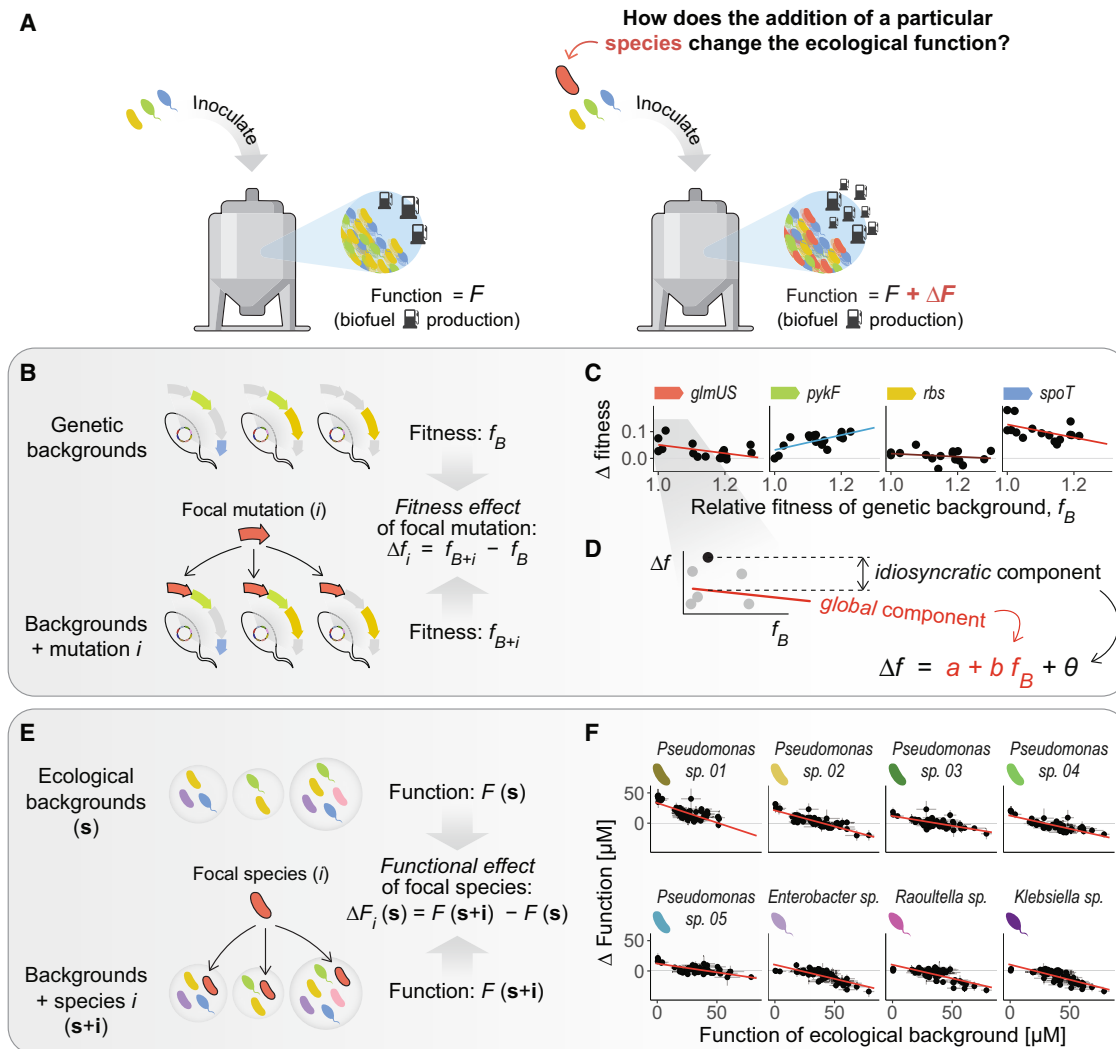 A
How does the addition of a particular
species change the ecological function?
Inoculate
Inoculate
Function = F
(biofuel production)
Function = F + ΔF
(biofuel production)
B
Genetic
backgrounds
Fitness: f_B
Focal mutation (i)
Fitness effect
of focal mutation:
Δf_i = f_{B+i} − f_B
Backgrounds
+ mutation i
Fitness: f_{B+i}
C
glmUS
pykF
rbs
spoT
Δ fitness
0.1
0.0
1.0
1.2
1.0
1.2
1.0
1.2
1.0
1.2
Relative fitness of genetic background, f_B
D
Δf
f_B
idiosyncratic component
global component
Δf = a + b f_B + θ
E
Ecological
backgrounds
(s)
Function: F (s)
Focal species (i)
Functional effect
of focal species:
ΔF_i (s) = F (s+i) − F (s)
Backgrounds
+ species i
(s+i)
Function: F (s+i)
F
Pseudomonas
sp. 01
Pseudomonas
sp. 02
Pseudomonas
sp. 03
Pseudomonas
sp. 04
50
0
Pseudomonas
sp. 05
Enterobacter sp.
Raoultella sp.
Klebsiella sp.
50
0
Δ Function [µM]
0
50
0
50
0
50
0
50
Function of ecological background [µM]